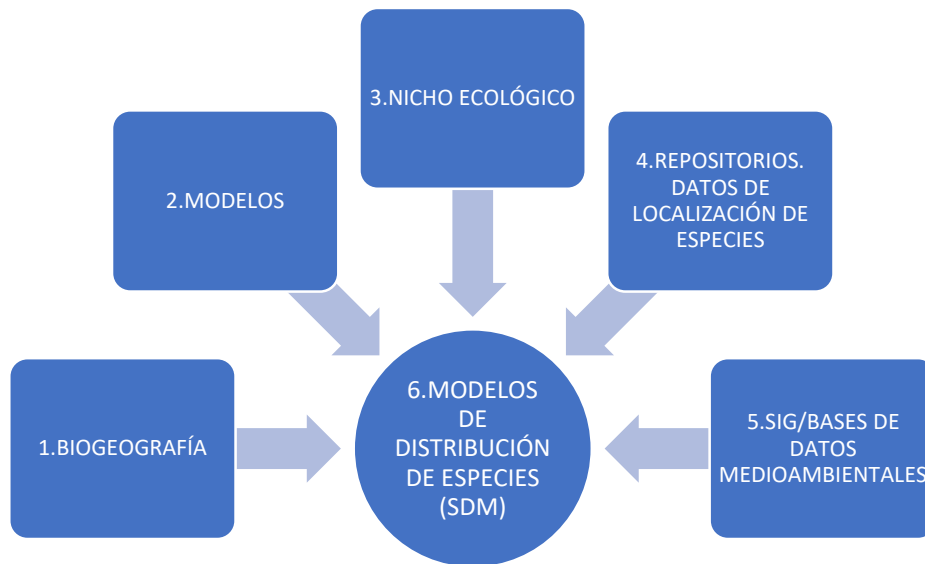 1.BIOGEOGRAFÍA
2.MODELOS
3.NICHO ECOLÓGICO
4.REPOSITORIOS.
DATOS DE
LOCALIZACIÓN DE
ESPECIES
5.SIG/BASES DE
DATOS
MEDIOAMBIENTALES
6.MODELOS
DE
DISTRIBUCIÓN
DE ESPECIES
(SDM)